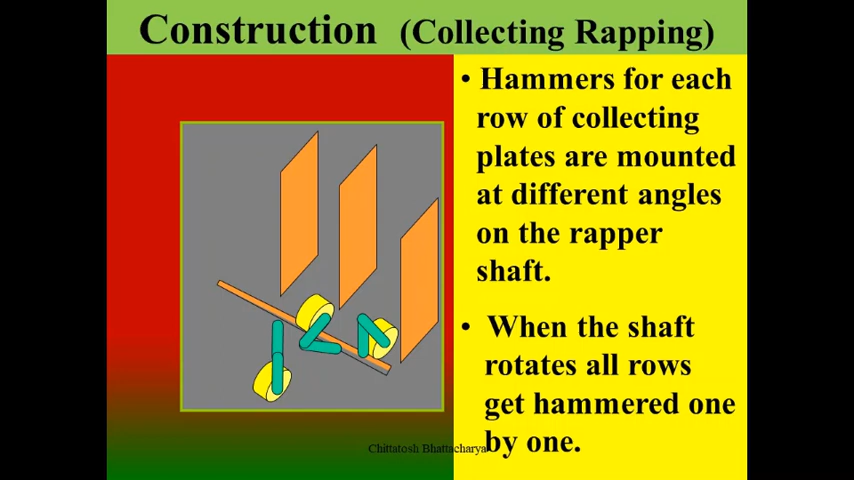 Construction (Collecting Rapping)
• Hammers for each
row of collecting
plates are mounted
at different angles
on the rapper
shaft.
• When the shaft
rotates all rows
get hammered one
by one.
Chittatosh Bhattacharya